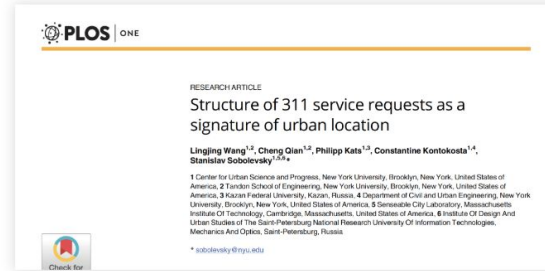 PLOS ONE
RESEARCH ARTICLE
Structure of 311 service requests as a
signature of urban location
Lingjing Wang1,2, Cheng Qian1,2, Philipp Kats1,3, Constantine Kontokosta1,4,
Stanislav Sobolevsky1,5,6*
1 Center for Urban Science and Progress, New York University, Brooklyn, New York, United States of
America, 2 Tandon School of Engineering, New York University, Brooklyn, New York, United States of
America, 3 Kazan Federal University, Kazan, Russia, 4 Department of Civil and Urban Engineering, New York
University, Brooklyn, New York, United States of America, 5 Senseable City Laboratory, Massachusetts
Institute Of Technology, Cambridge, Massachusetts, United States of America, 6 Institute Of Design And
Urban Studies of The Saint-Petersburg National Research University Of Information Technologies,
Mechanics And Optics, Saint-Petersburg, Russia
* sobolevsky@nyu.edu
Check for